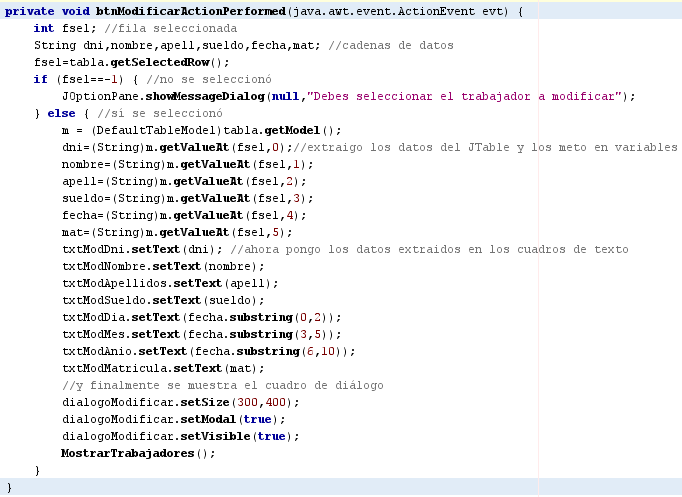 private void btnModificarActionPerformed(java.awt.event.ActionEvent evt) {
    int fsel; //fila seleccionada
    String dni,nombre,apell,sueldo,fecha,mat; //cadenas de datos
    fsel=tabla.getSelectedRow();
    if (fsel==-1) { //no se seleccionó
        JOptionPane.showMessageDialog(null,"Debes seleccionar el trabajador a modificar");
    } else { //sí se seleccionó
        m = (DefaultTableModel)tabla.getModel();
        dni=(String)m.getValueAt(fsel,0);//extraigo los datos del JTable y los meto en variables
        nombre=(String)m.getValueAt(fsel,1);
        apell=(String)m.getValueAt(fsel,2);
        sueldo=(String)m.getValueAt(fsel,3);
        fecha=(String)m.getValueAt(fsel,4);
        mat=(String)m.getValueAt(fsel,5);
        txtModDni.setText(dni); //ahora pongo los datos extraidos en los cuadros de texto
        txtModNombre.setText(nombre);
        txtModApellidos.setText(apell);
        txtModSueldo.setText(sueldo);
        txtModDia.setText(fecha.substring(0,2));
        txtModMes.setText(fecha.substring(3,5));
        txtModAnio.setText(fecha.substring(6,10));
        txtModMatricula.setText(mat);
        //y finalmente se muestra el cuadro de diálogo
        dialogoModificar.setSize(300,400);
        dialogoModificar.setModal(true);
        dialogoModificar.setVisible(true);
        MostrarTrabajadores();
    }
}